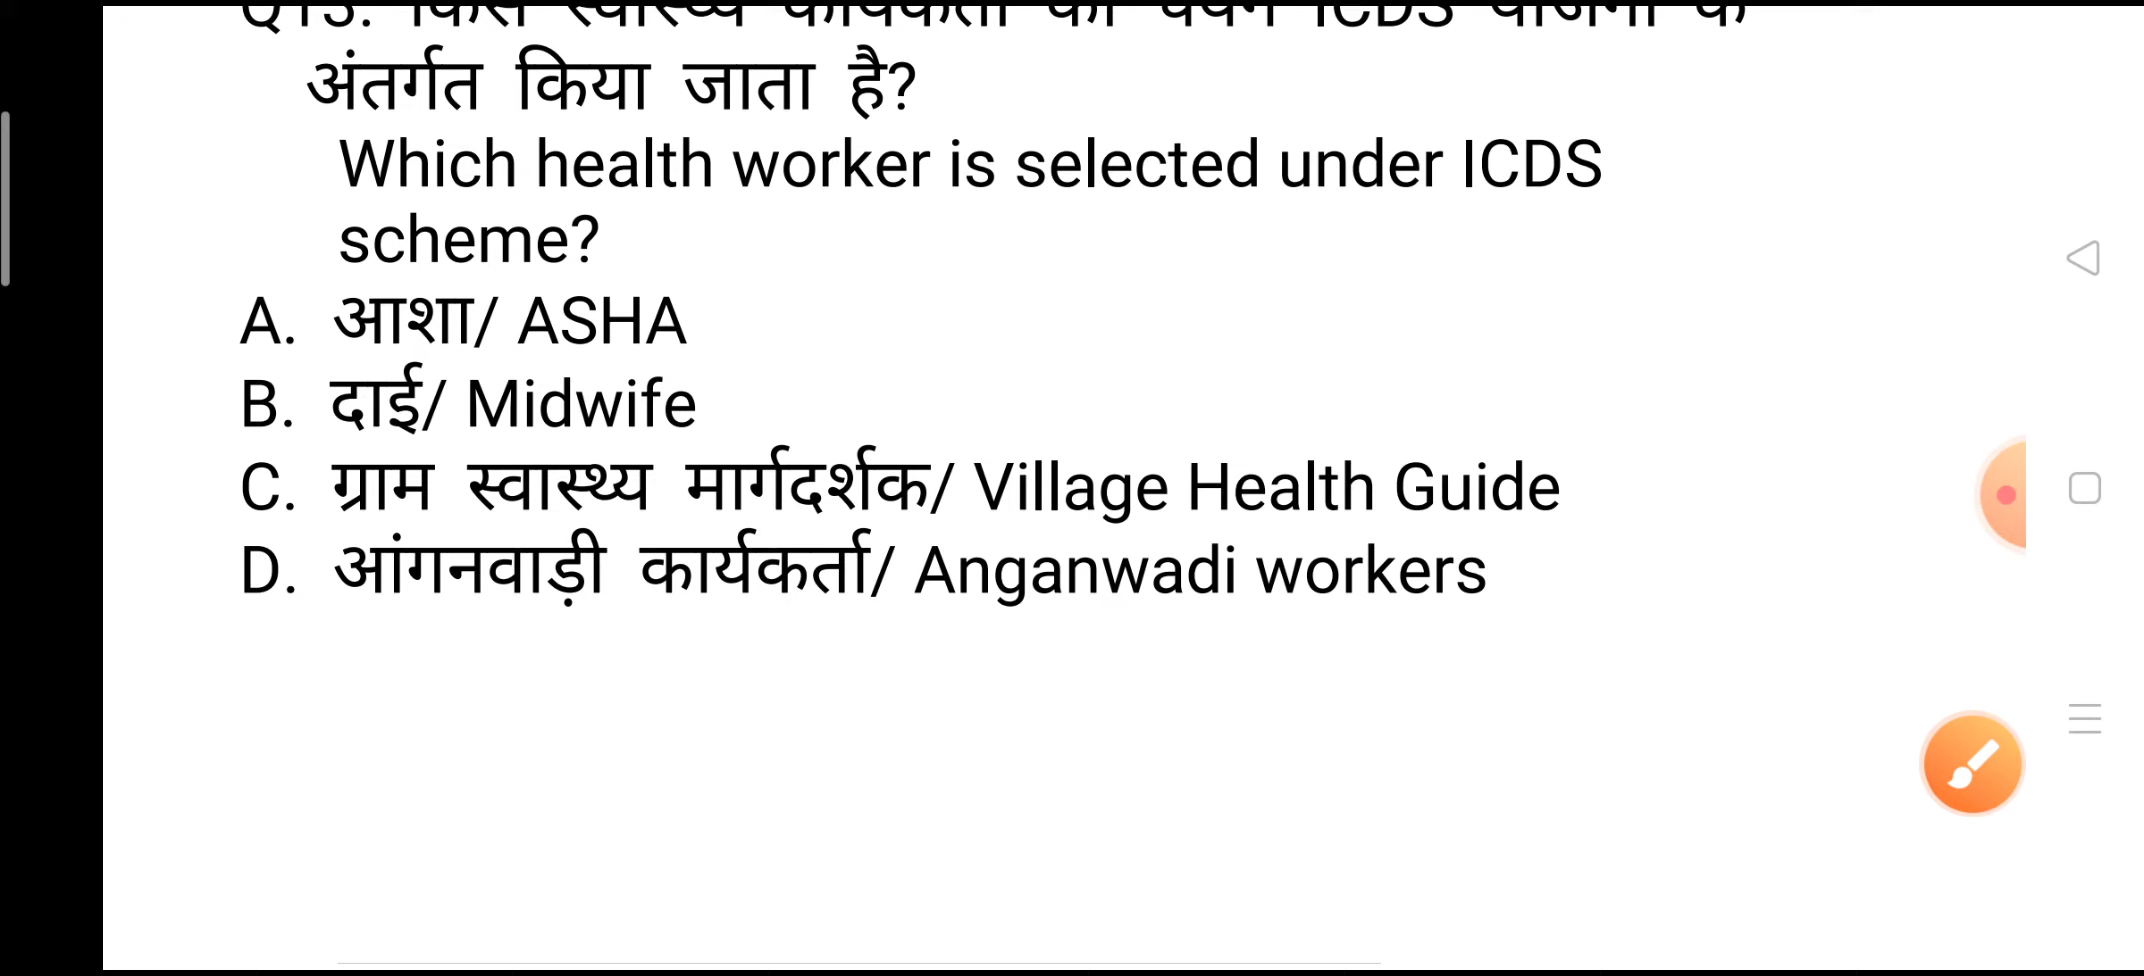 अंतर्गत किया जाता है?
Which health worker is selected under ICDS
scheme?
A. आशा/ ASHA
B. दाई/ Midwife
C. ग्राम स्वास्थ्य मार्गदर्शक/ Village Health Guide
D. आंगनवाड़ी कार्यकर्ता/ Anganwadi workers